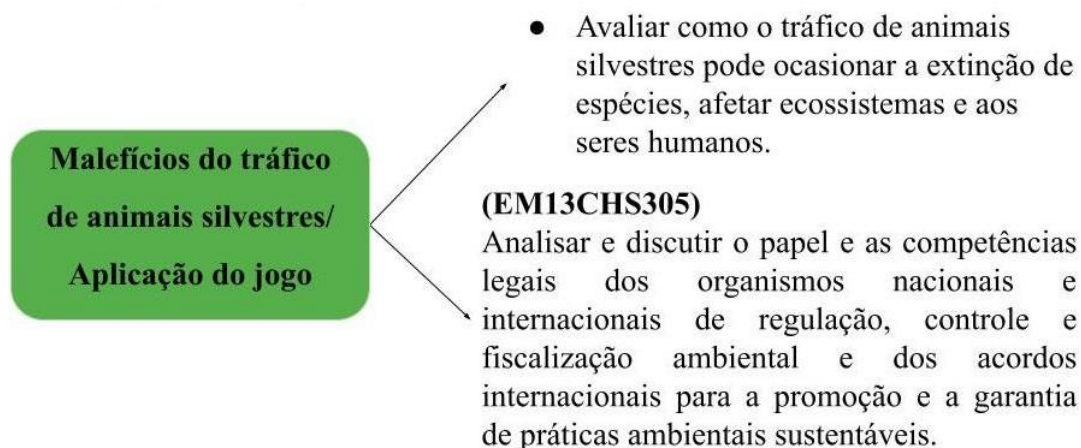 ● Avaliar como o tráfico de animais
silvestres pode ocasionar a extinção de
espécies, afetar ecossistemas e aos
seres humanos.
Malefícios do tráfico
de animais silvestres/
Aplicação do jogo
(EM13CHS305)
Analisar e discutir o papel e as competências
legais dos organismos nacionais e
internacionais de regulação, controle e
fiscalização ambiental e dos acordos
internacionais para a promoção e a garantia
de práticas ambientais sustentáveis.